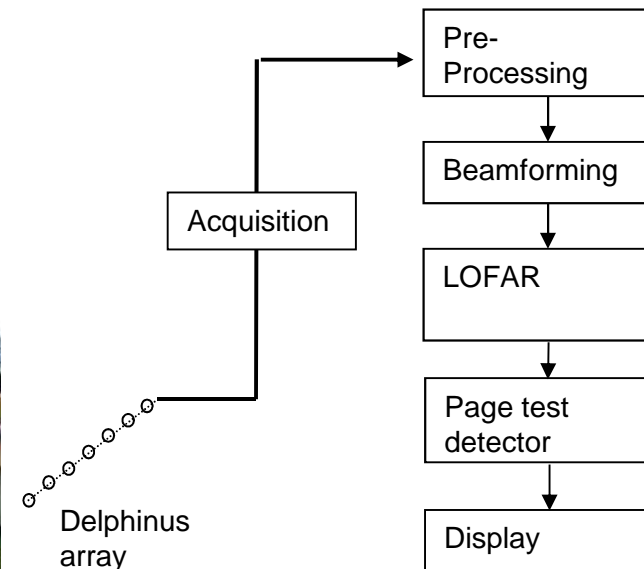 Pre-
Processing
Beamforming
Acquisition
LOFAR
Page test
detector
Delphinus
array
Display